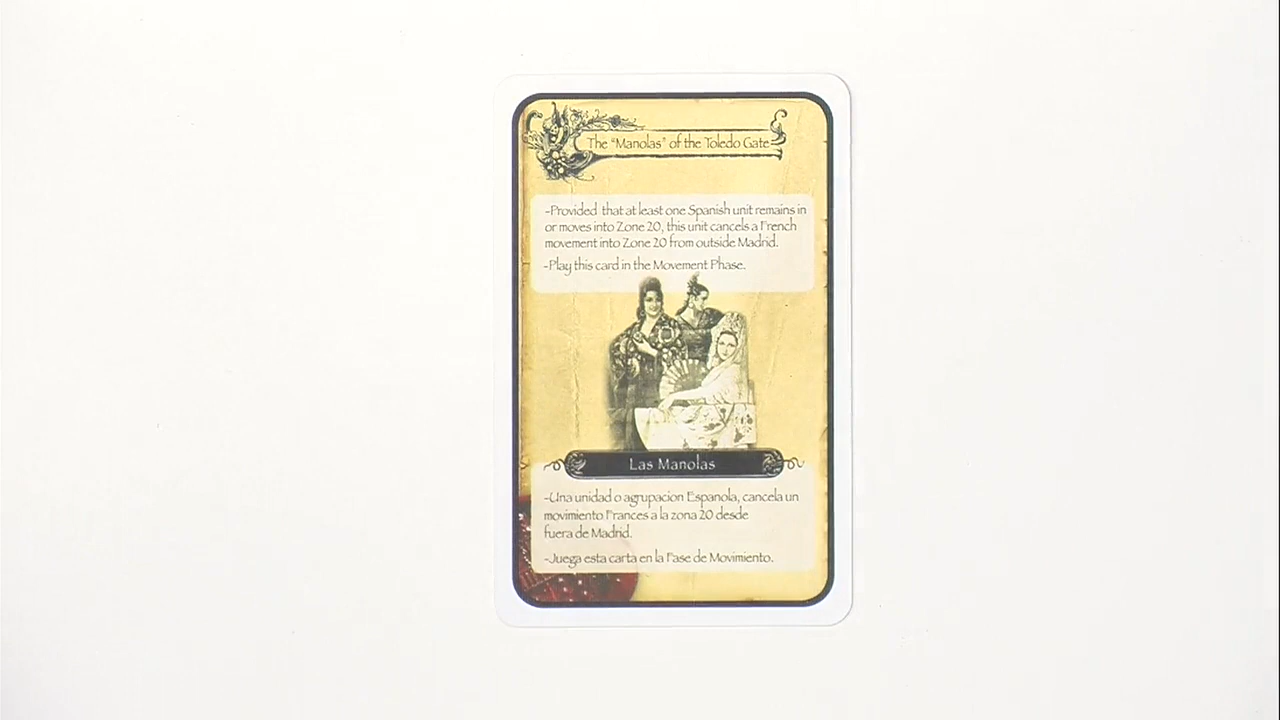 The "Manolas" of the Toledo Gate
-Provided that at least one Spanish unit remains in
or moves into Zone 20, this unit cancels a French
movement into Zone 20 from outside Madrid.
-Play this card in the Movement Phase.
Las Manolas
-Una unidad o agrupacion Espanola, cancela un
movimiento Frances a la zona 20 desde
fuera de Madrid.
-Juega esta carta en la Fase de Movimiento.